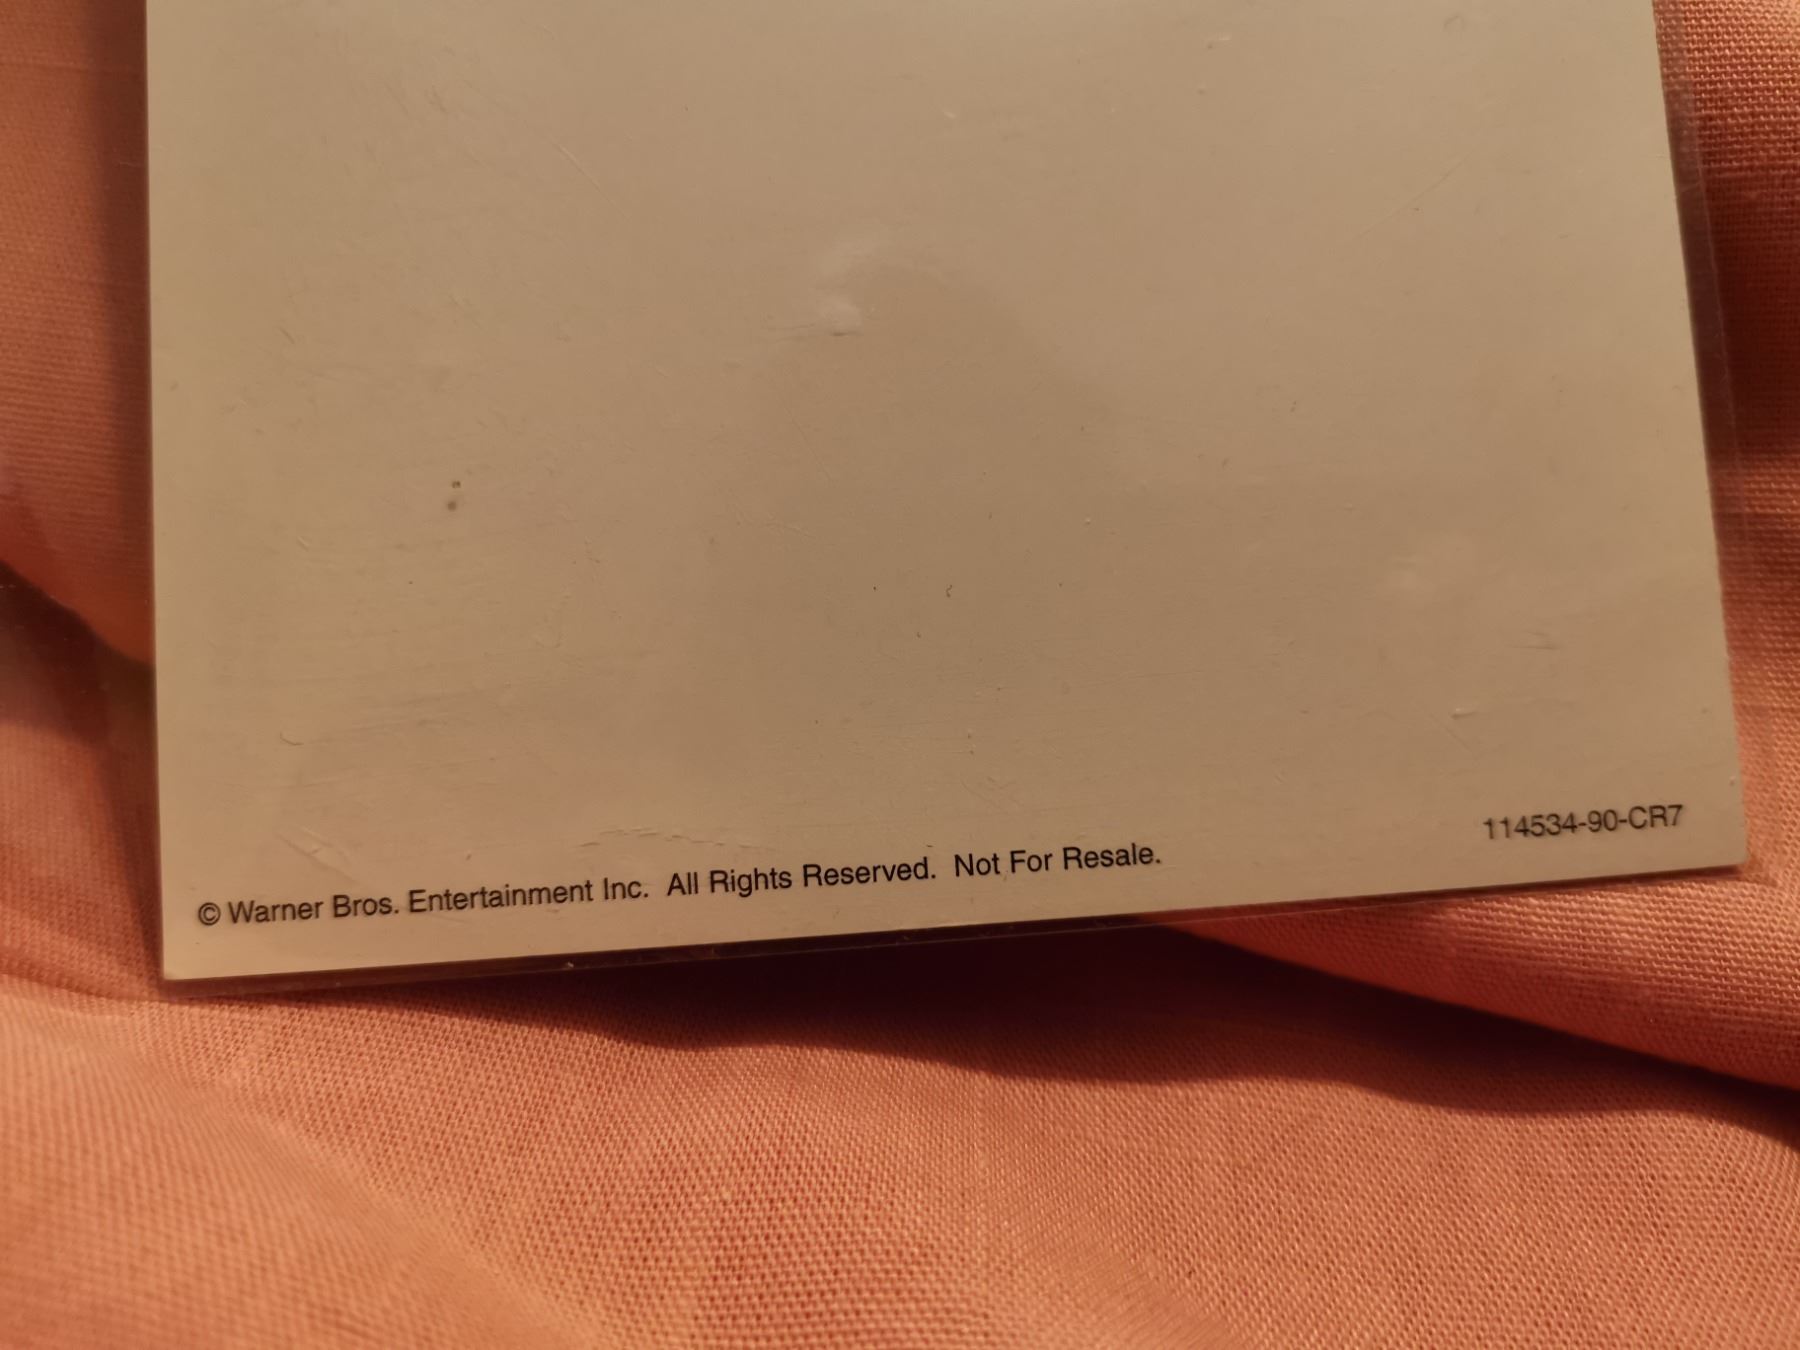 114534-90-CR7
© Warner Bros. Entertainment Inc.  All Rights Reserved.  Not For Resale.